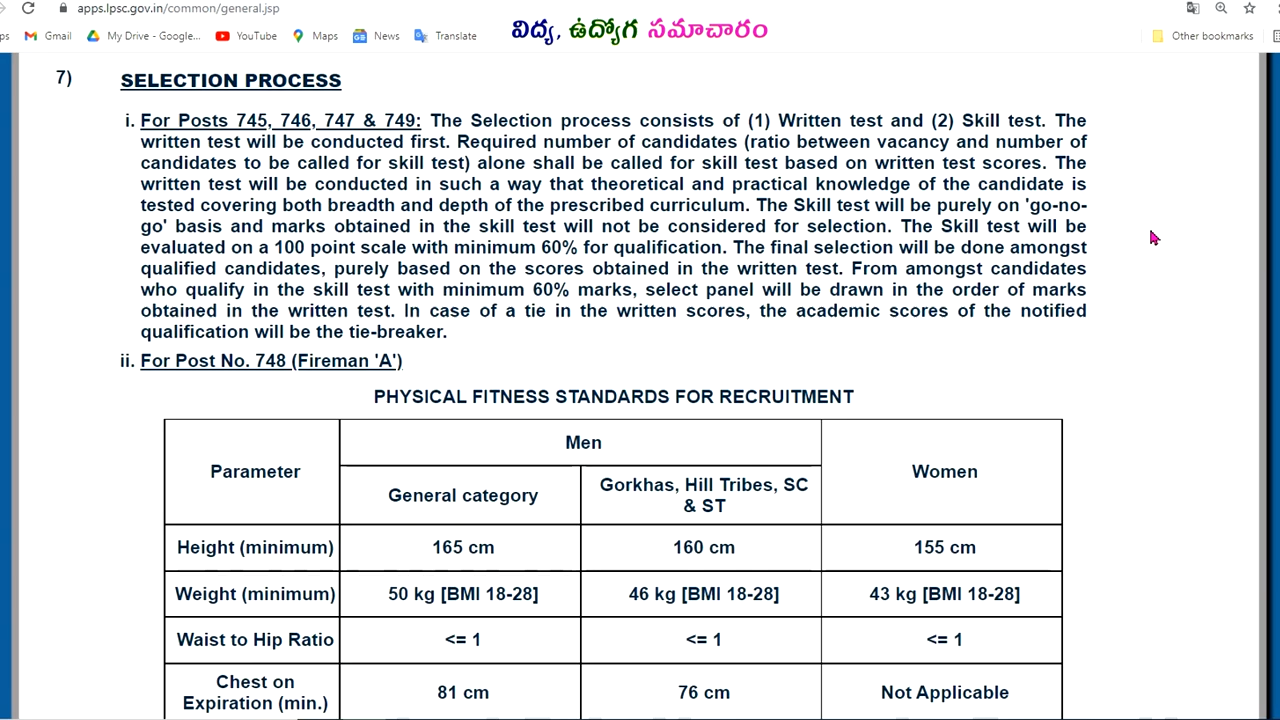 apps.lpsc.gov.in/common/general.jsp
ps Gmail My Drive - Google... YouTube Maps News Translate విద్య, ఉద్యోగ సమాచారం Other bookmarks
7) SELECTION PROCESS
i. For Posts 745, 746, 747 & 749: The Selection process consists of (1) Written test and (2) Skill test. The
written test will be conducted first. Required number of candidates (ratio between vacancy and number of
candidates to be called for skill test) alone shall be called for skill test based on written test scores. The
written test will be conducted in such a way that theoretical and practical knowledge of the candidate is
tested covering both breadth and depth of the prescribed curriculum. The Skill test will be purely on 'go-no-
go' basis and marks obtained in the skill test will not be considered for selection. The Skill test will be
evaluated on a 100 point scale with minimum 60% for qualification. The final selection will be done amongst
qualified candidates, purely based on the scores obtained in the written test. From amongst candidates
who qualify in the skill test with minimum 60% marks, select panel will be drawn in the order of marks
obtained in the written test. In case of a tie in the written scores, the academic scores of the notified
qualification will be the tie-breaker.
ii. For Post No. 748 (Fireman 'A')
PHYSICAL FITNESS STANDARDS FOR RECRUITMENT
Parameter Men Women
General category Gorkhas, Hill Tribes, SC
& ST
Height (minimum) 165 cm 160 cm 155 cm
Weight (minimum) 50 kg [BMI 18-28] 46 kg [BMI 18-28] 43 kg [BMI 18-28]
Waist to Hip Ratio <= 1 <= 1 <= 1
Chest on
Expiration (min.) 81 cm 76 cm Not Applicable